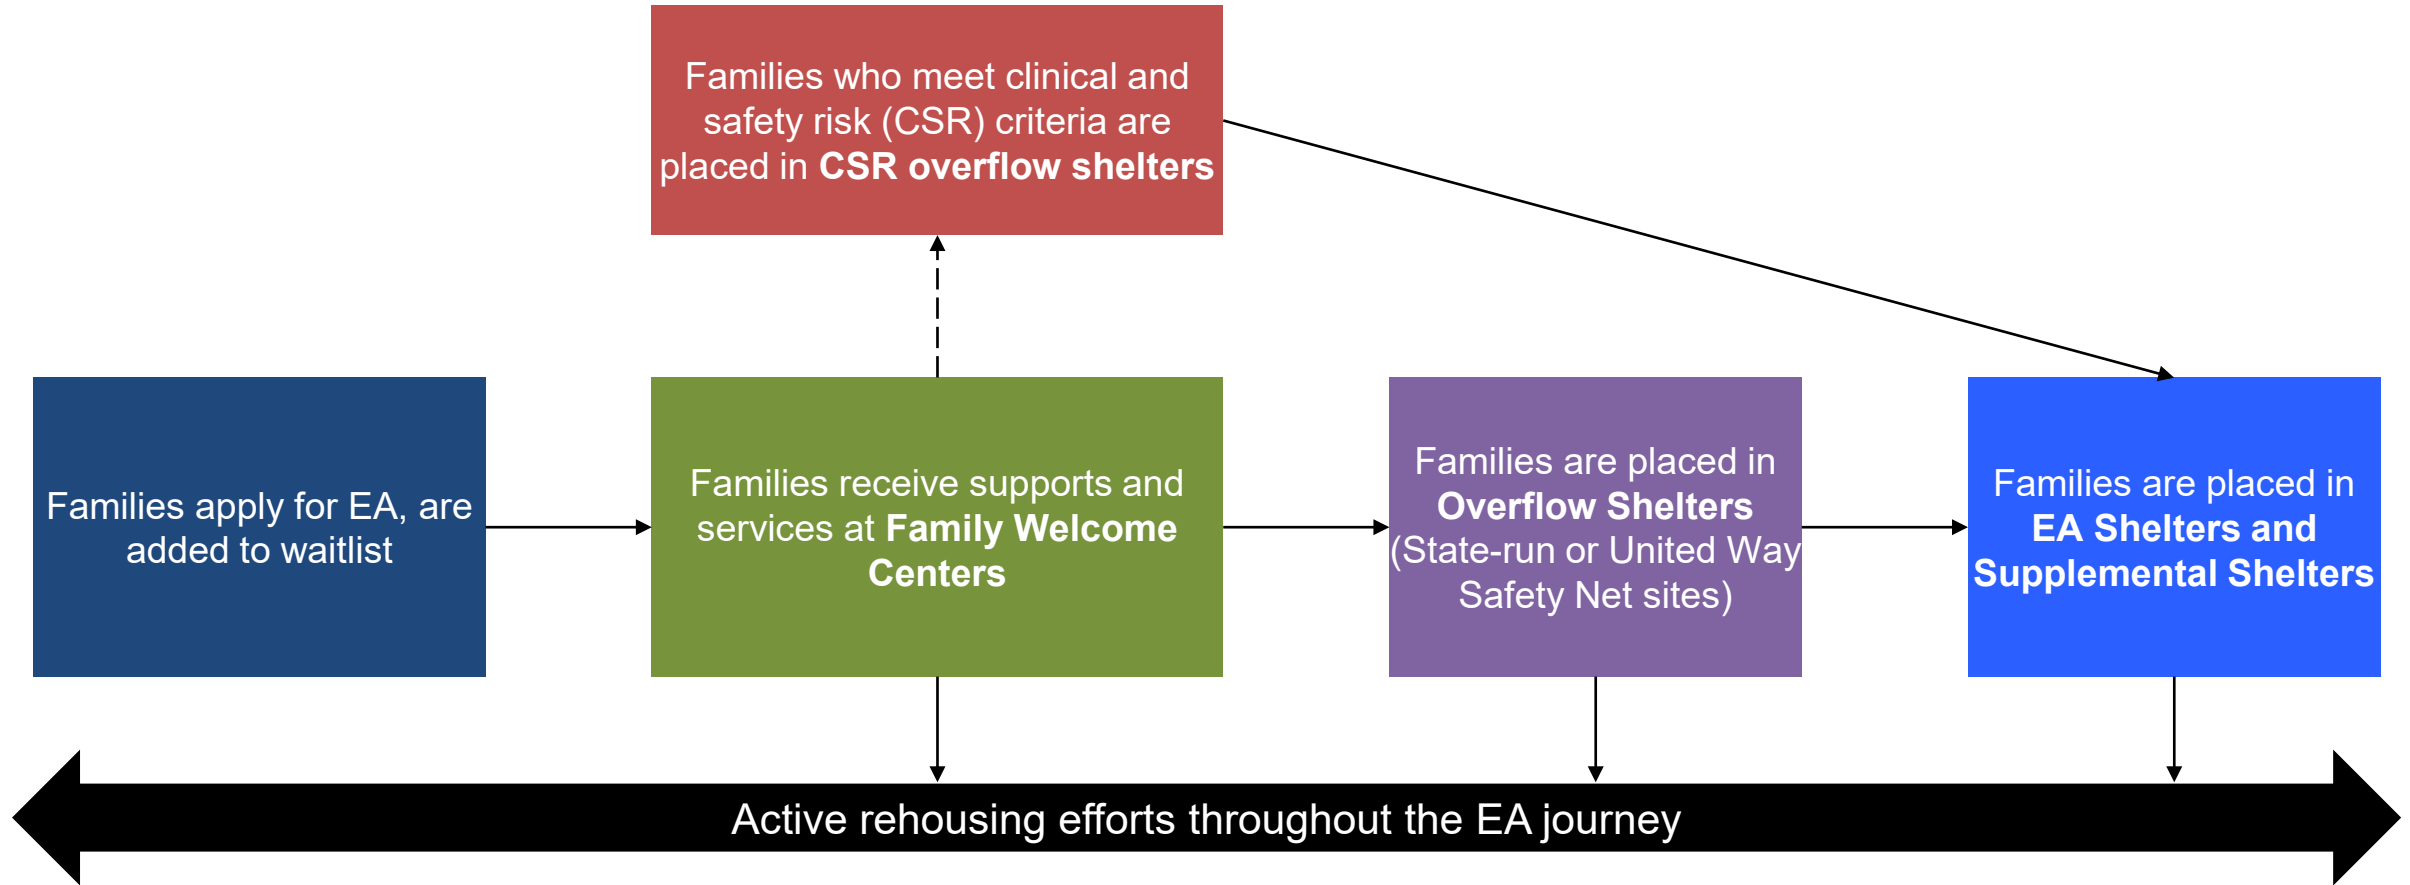 Families who meet clinical and
safety risk (CSR) criteria are
placed in CSR overflow shelters
Families apply for EA, are
added to waitlist
Families receive supports and
services at Family Welcome
Centers
Families are placed in
Overflow Shelters
(State-run or United Way
Safety Net sites)
Families are placed in
EA Shelters and
Supplemental Shelters
Active rehousing efforts throughout the EA journey